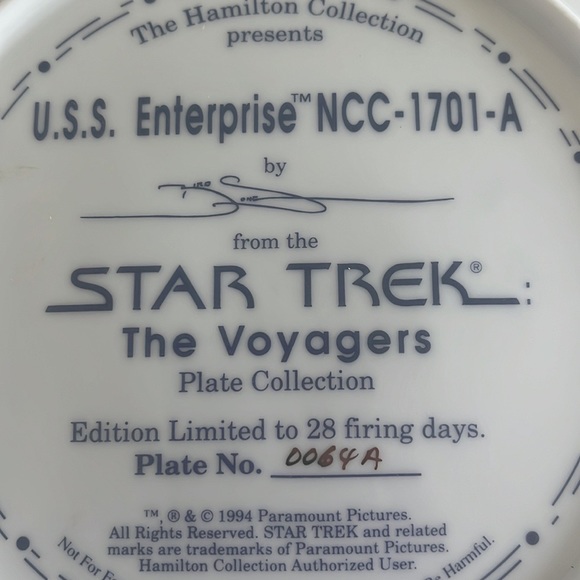 The Hamilton Collection
presents
U.S.S. Enterprise™ NCC-1701-A
by
from the
STAR TREK®:
The Voyagers
Plate Collection
Edition Limited to 28 firing days.
Plate No. 0064A
™, ® & © 1994 Paramount Pictures.
All Rights Reserved. STAR TREK and related
marks are trademarks of Paramount Pictures.
Hamilton Collection Authorized User.
Not For
Harmful.